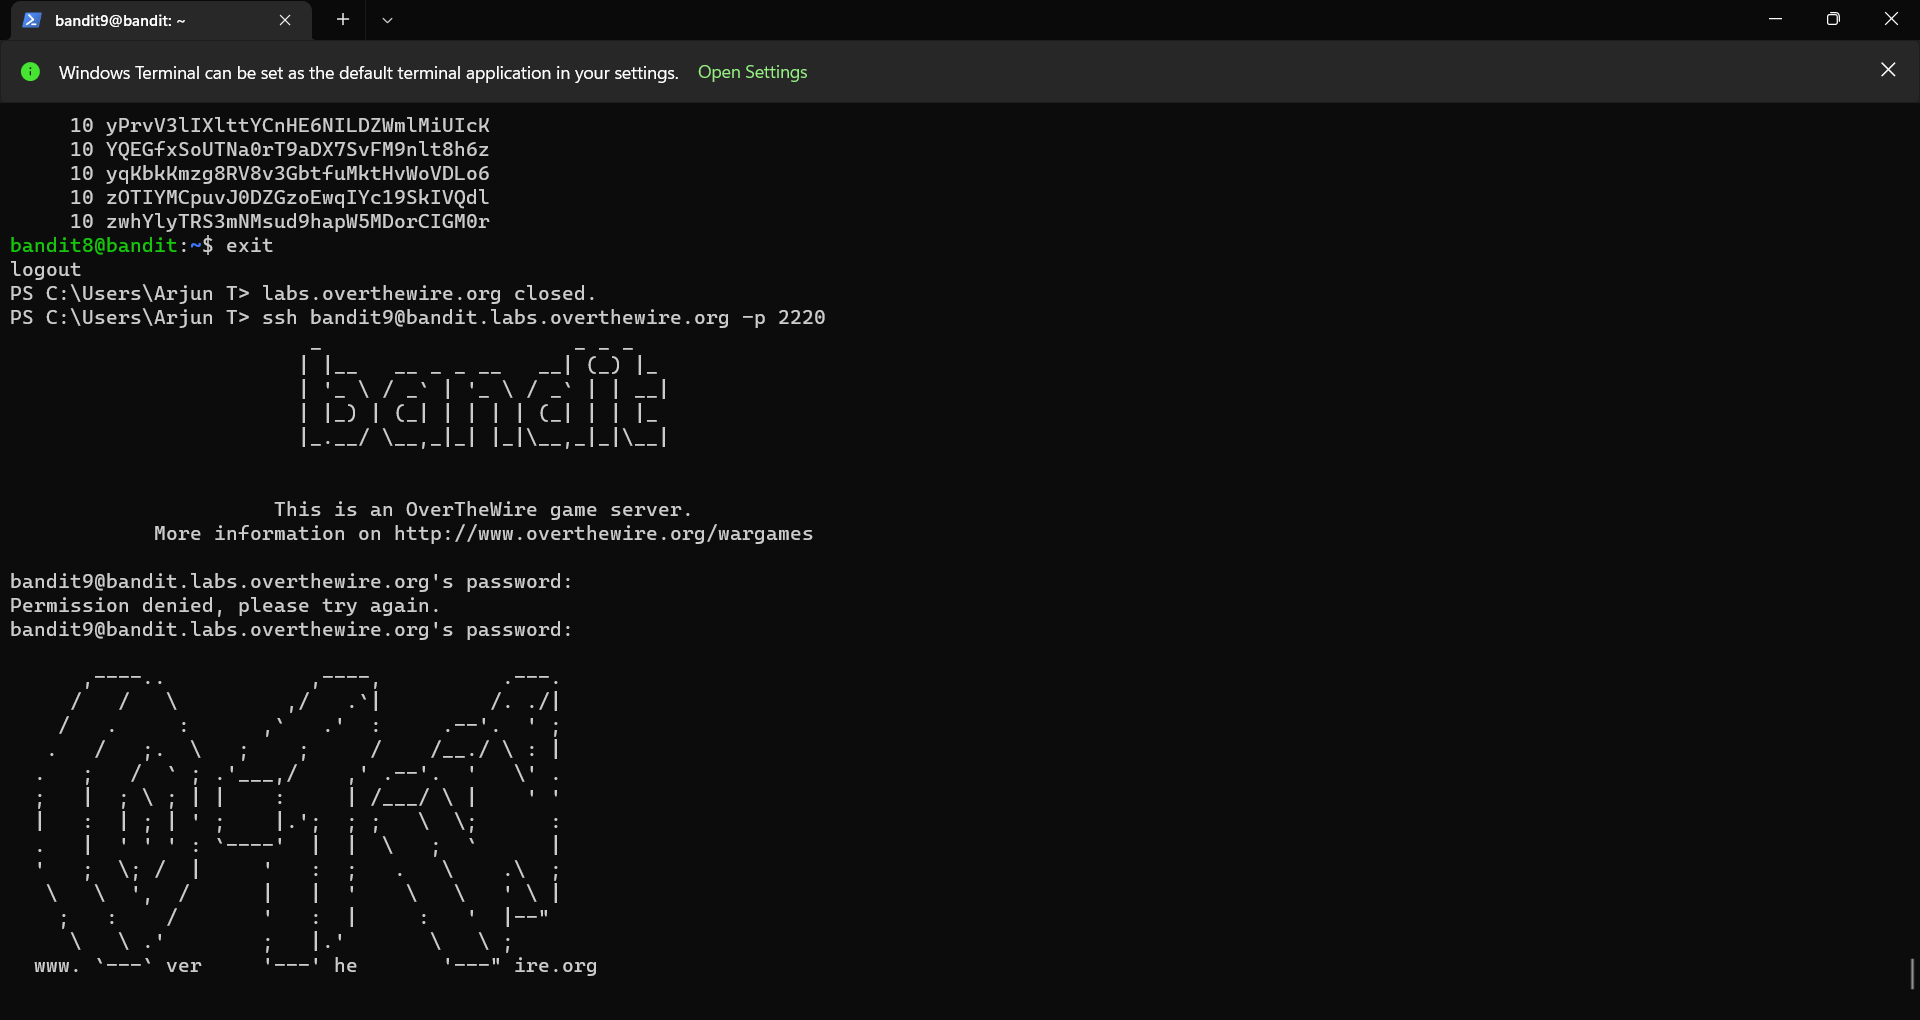 bandit9@bandit: ~
Windows Terminal can be set as the default terminal application in your settings. Open Settings
10 yPrvV3lIXlttYCnHE6NILDZWmlMiUIcK
10 YQEGfxSoUTNa0rT9aDX7SvFM9nlt8h6z
10 yqKbkKmzg8RV8v3GbtfuMktHvWoVDLo6
10 zOTIYMCpuvJ0DZGzoEwqIYc19SkIVQdl
10 zwhYlyTRS3mNMsud9hapW5MDorCIGM0r
bandit8@bandit:~$ exit
logout
PS C:\Users\Arjun T> labs.overthewire.org closed.
PS C:\Users\Arjun T> ssh bandit9@bandit.labs.overthewire.org -p 2220
bandit
This is an OverTheWire game server.
More information on http://www.overthewire.org/wargames
bandit9@bandit.labs.overthewire.org's password:
Permission denied, please try again.
bandit9@bandit.labs.overthewire.org's password:
www. `---` ver '---' he '---" ire.org